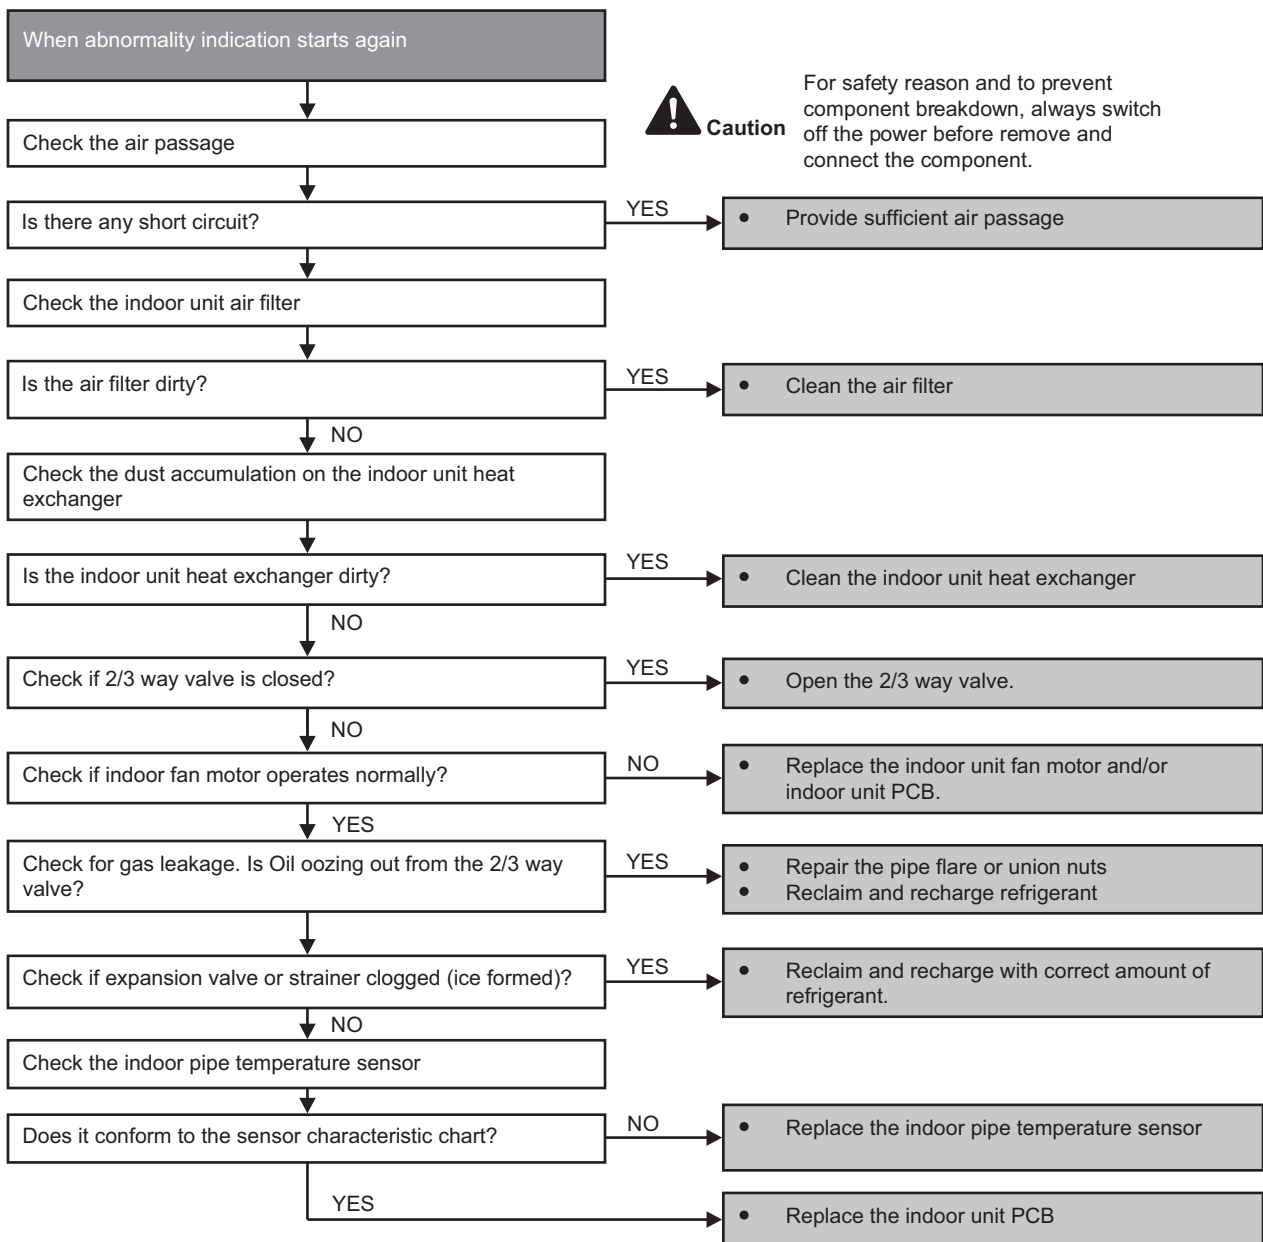 When abnormality indication starts again
For safety reason and to prevent
component breakdown, always switch
off the power before remove and
connect the component.
Caution
Check the air passage
Is there any short circuit?
YES
• Provide sufficient air passage
Check the indoor unit air filter
Is the air filter dirty?
YES
• Clean the air filter
NO
Check the dust accumulation on the indoor unit heat
exchanger
Is the indoor unit heat exchanger dirty?
YES
• Clean the indoor unit heat exchanger
NO
Check if 2/3 way valve is closed?
YES
• Open the 2/3 way valve.
NO
Check if indoor fan motor operates normally?
NO
• Replace the indoor unit fan motor and/or
indoor unit PCB.
YES
Check for gas leakage. Is Oil oozing out from the 2/3 way
valve?
YES
• Repair the pipe flare or union nuts
• Reclaim and recharge refrigerant
Check if expansion valve or strainer clogged (ice formed)?
YES
• Reclaim and recharge with correct amount of
refrigerant.
NO
Check the indoor pipe temperature sensor
Does it conform to the sensor characteristic chart?
NO
• Replace the indoor pipe temperature sensor
YES
• Replace the indoor unit PCB